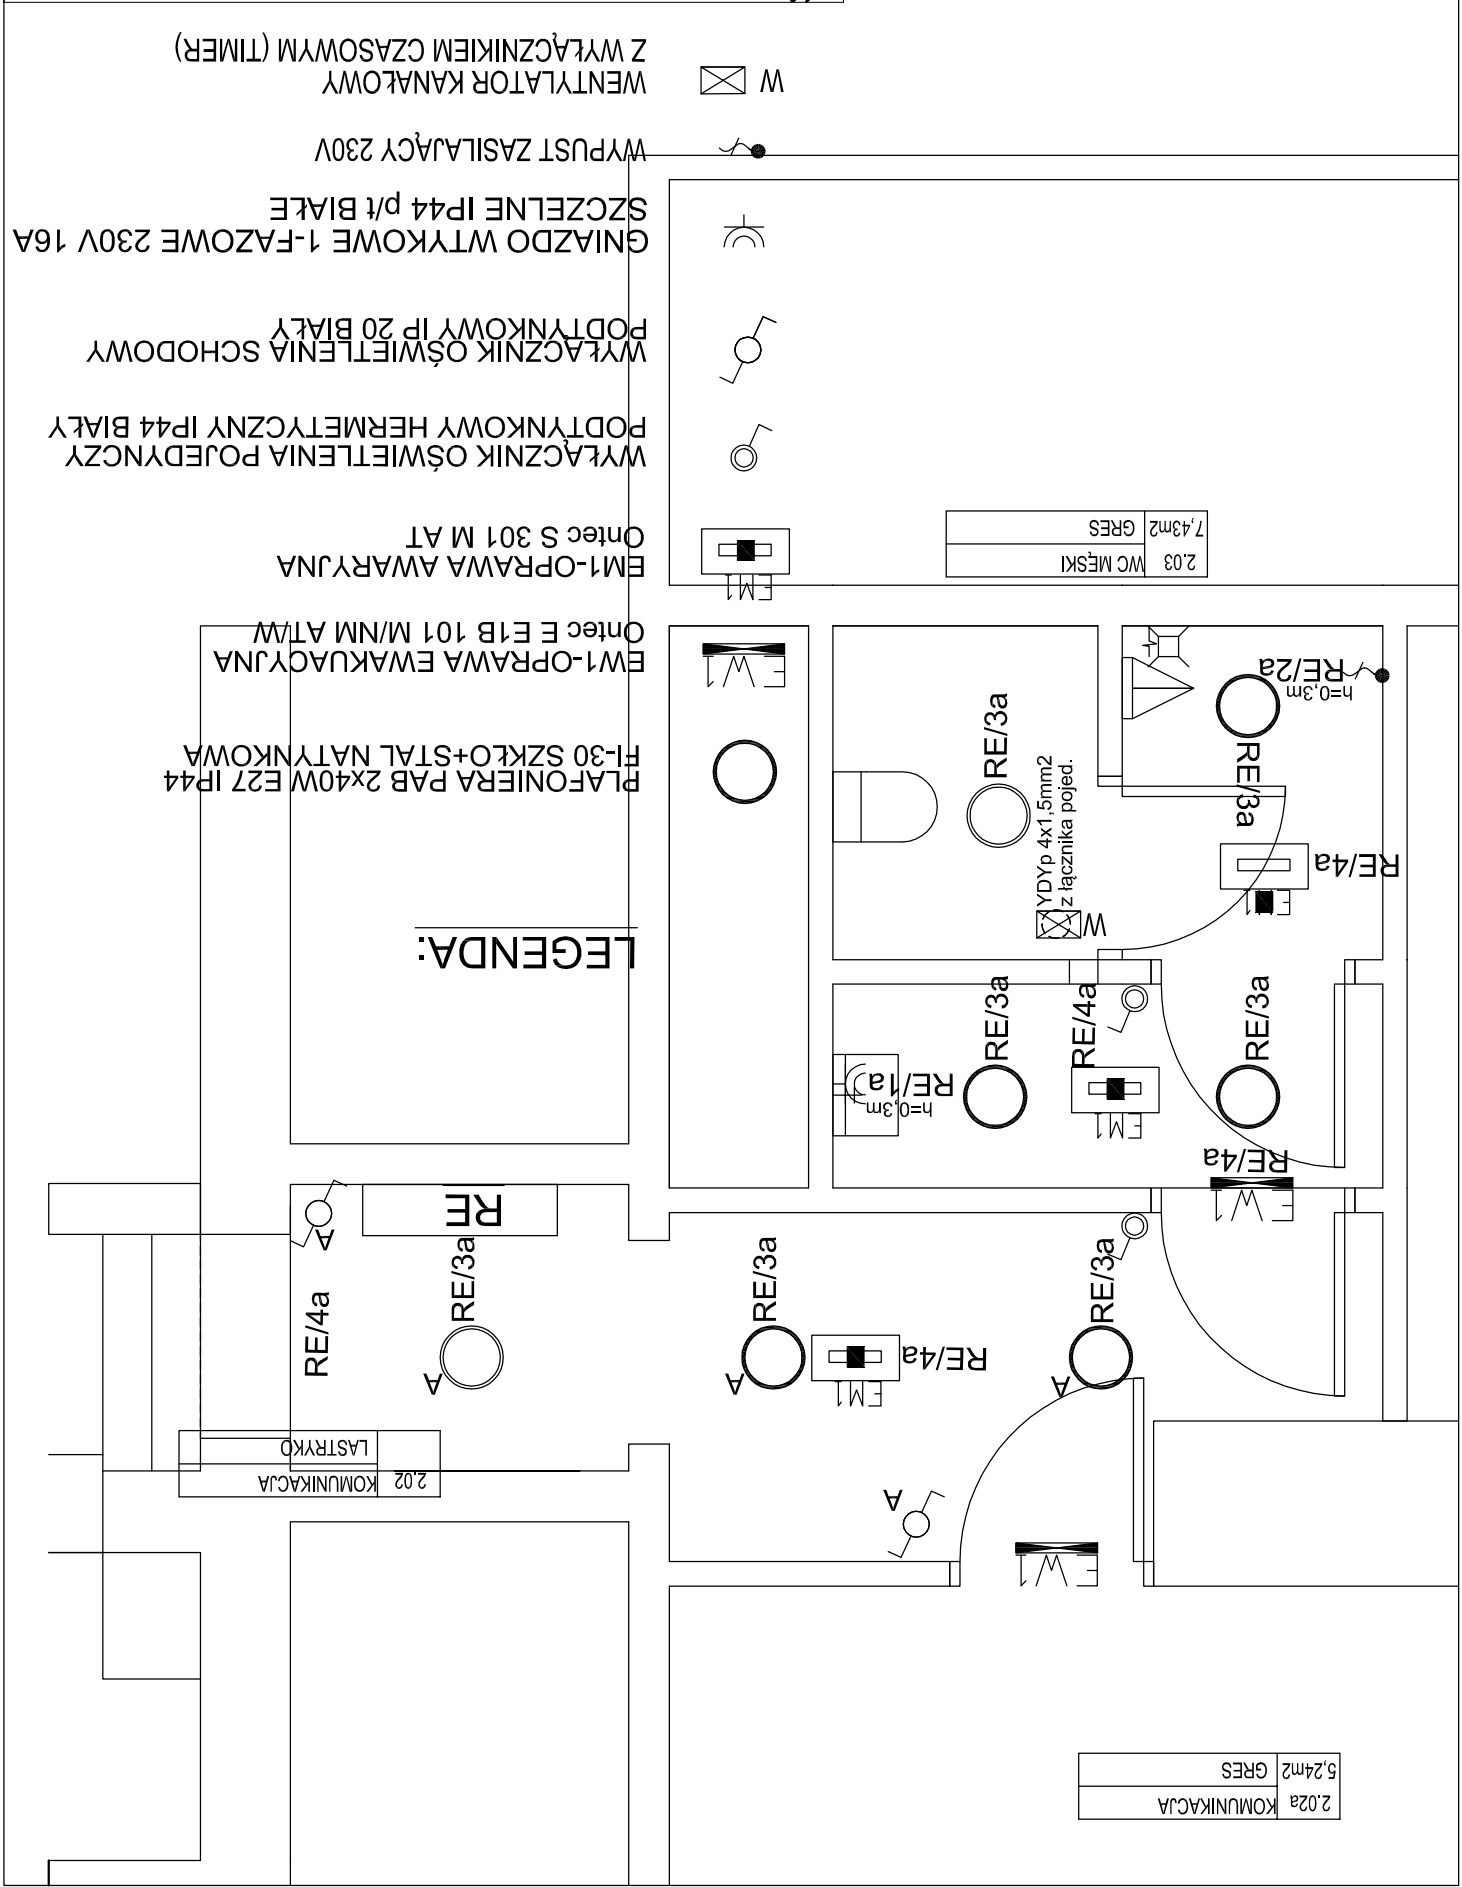 LEGENDA:
PLAFONIERA PAB 2x40W E27 IP44
FI-30 SZKŁO+STAL NATYNKOWA
EW1
EW1-OPRAWA EWAKUACYJNA
Ontec E E1B 101 M/NM AT/W
EM1
EM1-OPRAWA AWARYJNA
Ontec S 301 M AT
WYŁĄCZNIK OŚWIETLENIA POJEDYNCZY
PODTYNKOWY HERMETYCZNY IP44 BIAŁY
WYŁĄCZNIK OŚWIETLENIA SCHODOWY
PODTYNKOWY IP 20 BIAŁY
GNIAZDO WTYKOWE 1-FAZOWE 230V 16A
SZCZELNE IP44 p/t BIAŁE
WYPUST ZASILAJĄCY 230V
W
WENTYLATOR KANAŁOWY
Z WYŁĄCZNIKIEM CZASOWYM (TIMER)
2.02a KOMUNIKACJA
5,24m2 GRES
EW1
A
2.02 KOMUNIKACJA
LASTRYKO
A
RE/3a
EM1
RE/4a
A
RE/3a
A
RE/3a
RE/4a
A
RE
EW1
RE/4a
RE/3a
EM1
RE/4a
RE/3a
h=0,3m
RE/1a
W
YDYp 4x1,5mm2
z łącznika pojed.
RE/3a
EM1
RE/4a
RE/3a
h=0,3m
RE/2a
2.03 WC MĘSKI
7,43m2 GRES